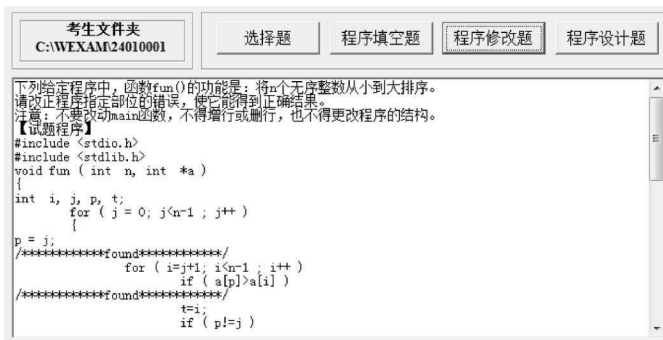 考生文件夹
C:\WEXAM\24010001
选择题 程序填空题 程序修改题 程序设计题
下列给定程序中，函数fun()的功能是：将n个无序整数从小到大排序。
请改正程序指定部位的错误，使它能得到正确结果。
注意：不要改动main函数，不得增行或删行，也不得更改程序的结构。
【试题程序】
#include <stdio.h>
#include <stdlib.h>
void fun ( int n, int *a )
{
int i, j, p, t;
for ( j = 0; j<n-1 ; j++ )
{
p = j;
/************found************/
for ( i=j+1; i<n-1 ; i++ )
if ( a[p]>a[i] )
/************found************/
t=i;
if ( p!=j )